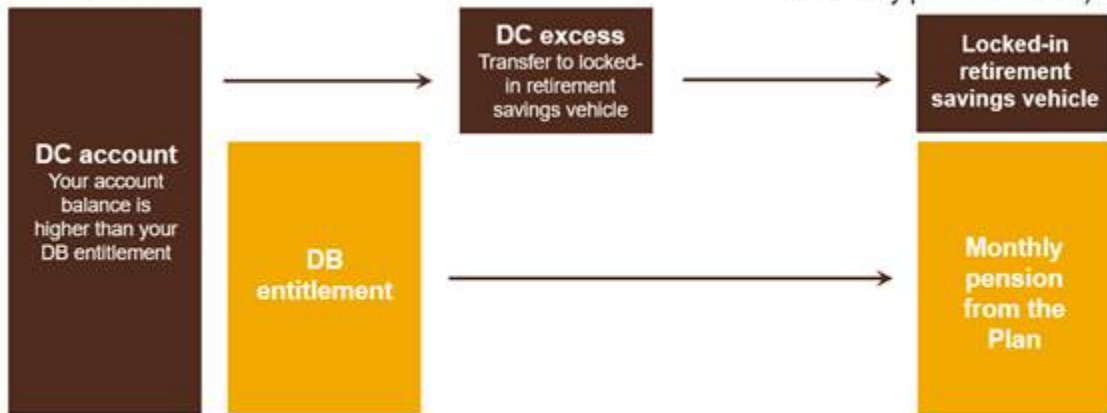 DC account
Your account
balance is
higher than your
DB entitlement
DB
entitlement
DC excess
Transfer to locked-
in retirement
savings vehicle
Locked-in
retirement
savings vehicle
Monthly
pension
from the
Plan